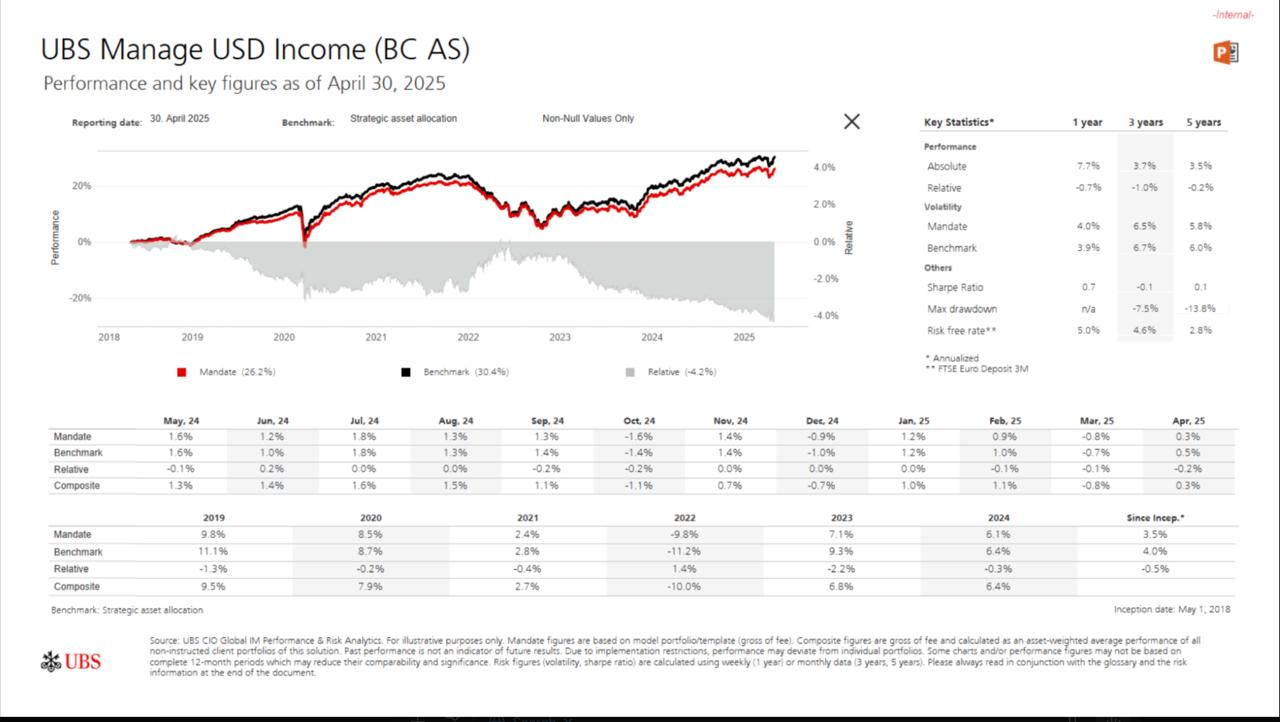 -Internal-
UBS Manage USD Income (BC AS)
Performance and key figures as of April 30, 2025
Reporting date: 30. April 2025 Benchmark: Strategic asset allocation Non-Null Values Only
Performance
20%
0%
-20%
4.0%
2.0%
0.0%
-2.0%
-4.0%
Relative
2018 2019 2020 2021 2022 2023 2024 2025
Mandate (26.2%) Benchmark (30.4%) Relative (-4.2%)
Key Statistics* 1 year 3 years 5 years
Performance
Absolute 7.7% 3.7% 3.5%
Relative -0.7% -1.0% -0.2%
Volatility
Mandate 4.0% 6.5% 5.8%
Benchmark 3.9% 6.7% 6.0%
Others
Sharpe Ratio 0.7 -0.1 0.1
Max drawdown n/a -7.5% -13.8%
Risk free rate** 5.0% 4.6% 2.8%
* Annualized
** FTSE Euro Deposit 3M
May, 24 Jun, 24 Jul, 24 Aug, 24 Sep, 24 Oct, 24 Nov, 24 Dec, 24 Jan, 25 Feb, 25 Mar, 25 Apr, 25
Mandate 1.6% 1.2% 1.8% 1.3% 1.3% -1.6% 1.4% -0.9% 1.2% 0.9% -0.8% 0.3%
Benchmark 1.6% 1.0% 1.8% 1.3% 1.4% -1.4% 1.4% -1.0% 1.2% 1.0% -0.7% 0.5%
Relative -0.1% 0.2% 0.0% 0.0% -0.2% -0.2% 0.0% 0.0% 0.0% -0.1% -0.1% -0.2%
Composite 1.3% 1.4% 1.6% 1.5% 1.1% -1.1% 0.7% -0.7% 1.0% 1.1% -0.8% 0.3%
2019 2020 2021 2022 2023 2024 Since Incep.*
Mandate 9.8% 8.5% 2.4% -9.8% 7.1% 6.1% 3.5%
Benchmark 11.1% 8.7% 2.8% -11.2% 9.3% 6.4% 4.0%
Relative -1.3% -0.2% -0.4% 1.4% -2.2% -0.3% -0.5%
Composite 9.5% 7.9% 2.7% -10.0% 6.8% 6.4%
Benchmark: Strategic asset allocation Inception date: May 1, 2018
Source: UBS CIO Global IM Performance & Risk Analytics. For illustrative purposes only. Mandate figures are based on model portfolio/template (gross of fee). Composite figures are gross of fee and calculated as an asset-weighted average performance of all
non-instructed client portfolios of this solution. Past performance is not an indicator of future results. Due to implementation restrictions, performance may deviate from individual portfolios. Some charts and/or performance figures may not be based on
complete 12-month periods which may reduce their comparability and significance. Risk figures (volatility, sharpe ratio) are calculated using weekly (1 year) or monthly data (3 years, 5 years). Please always read in conjunction with the glossary and the risk
information at the end of the document.
UBS
P